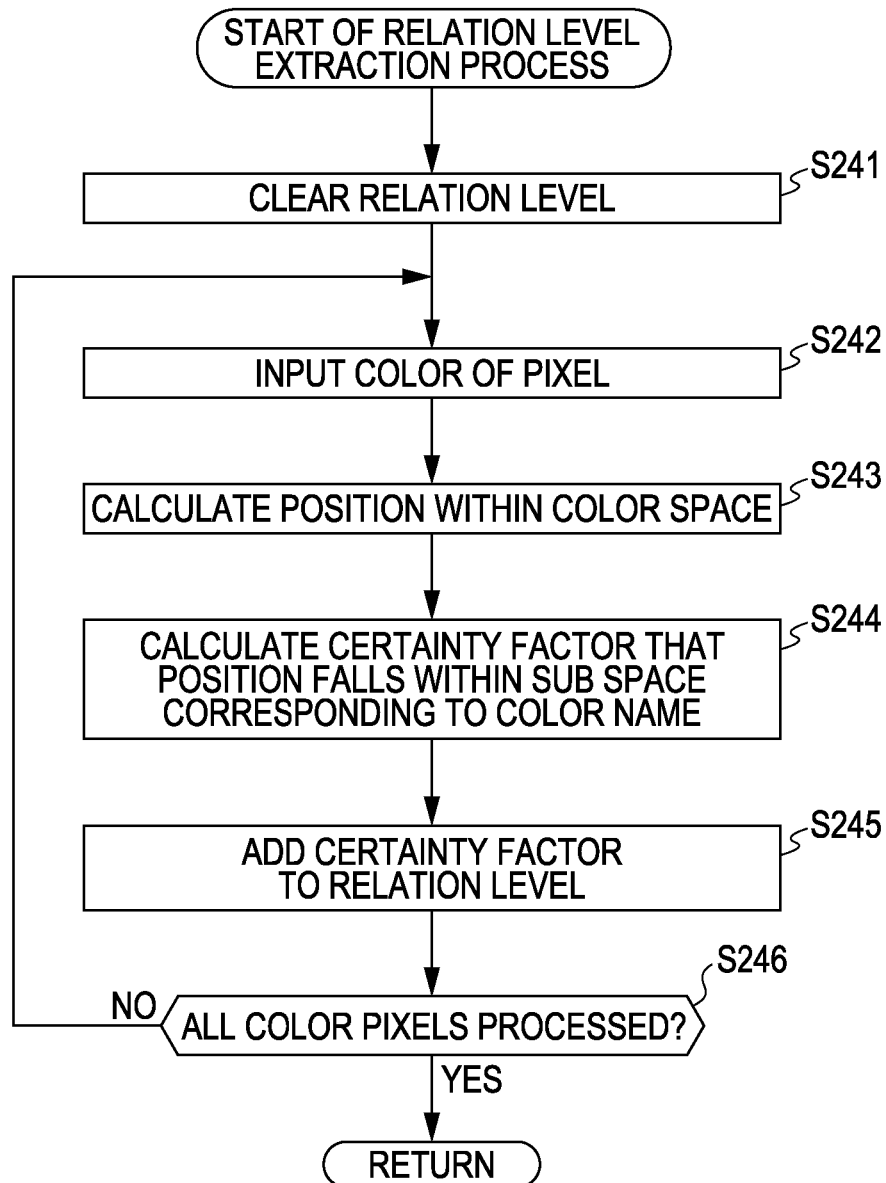 START OF RELATION LEVEL
EXTRACTION PROCESS
S241
CLEAR RELATION LEVEL
S242
INPUT COLOR OF PIXEL
S243
CALCULATE POSITION WITHIN COLOR SPACE
S244
CALCULATE CERTAINTY FACTOR THAT
POSITION FALLS WITHIN SUB SPACE
CORRESPONDING TO COLOR NAME
S245
ADD CERTAINTY FACTOR
TO RELATION LEVEL
S246
NO
ALL COLOR PIXELS PROCESSED?
YES
RETURN